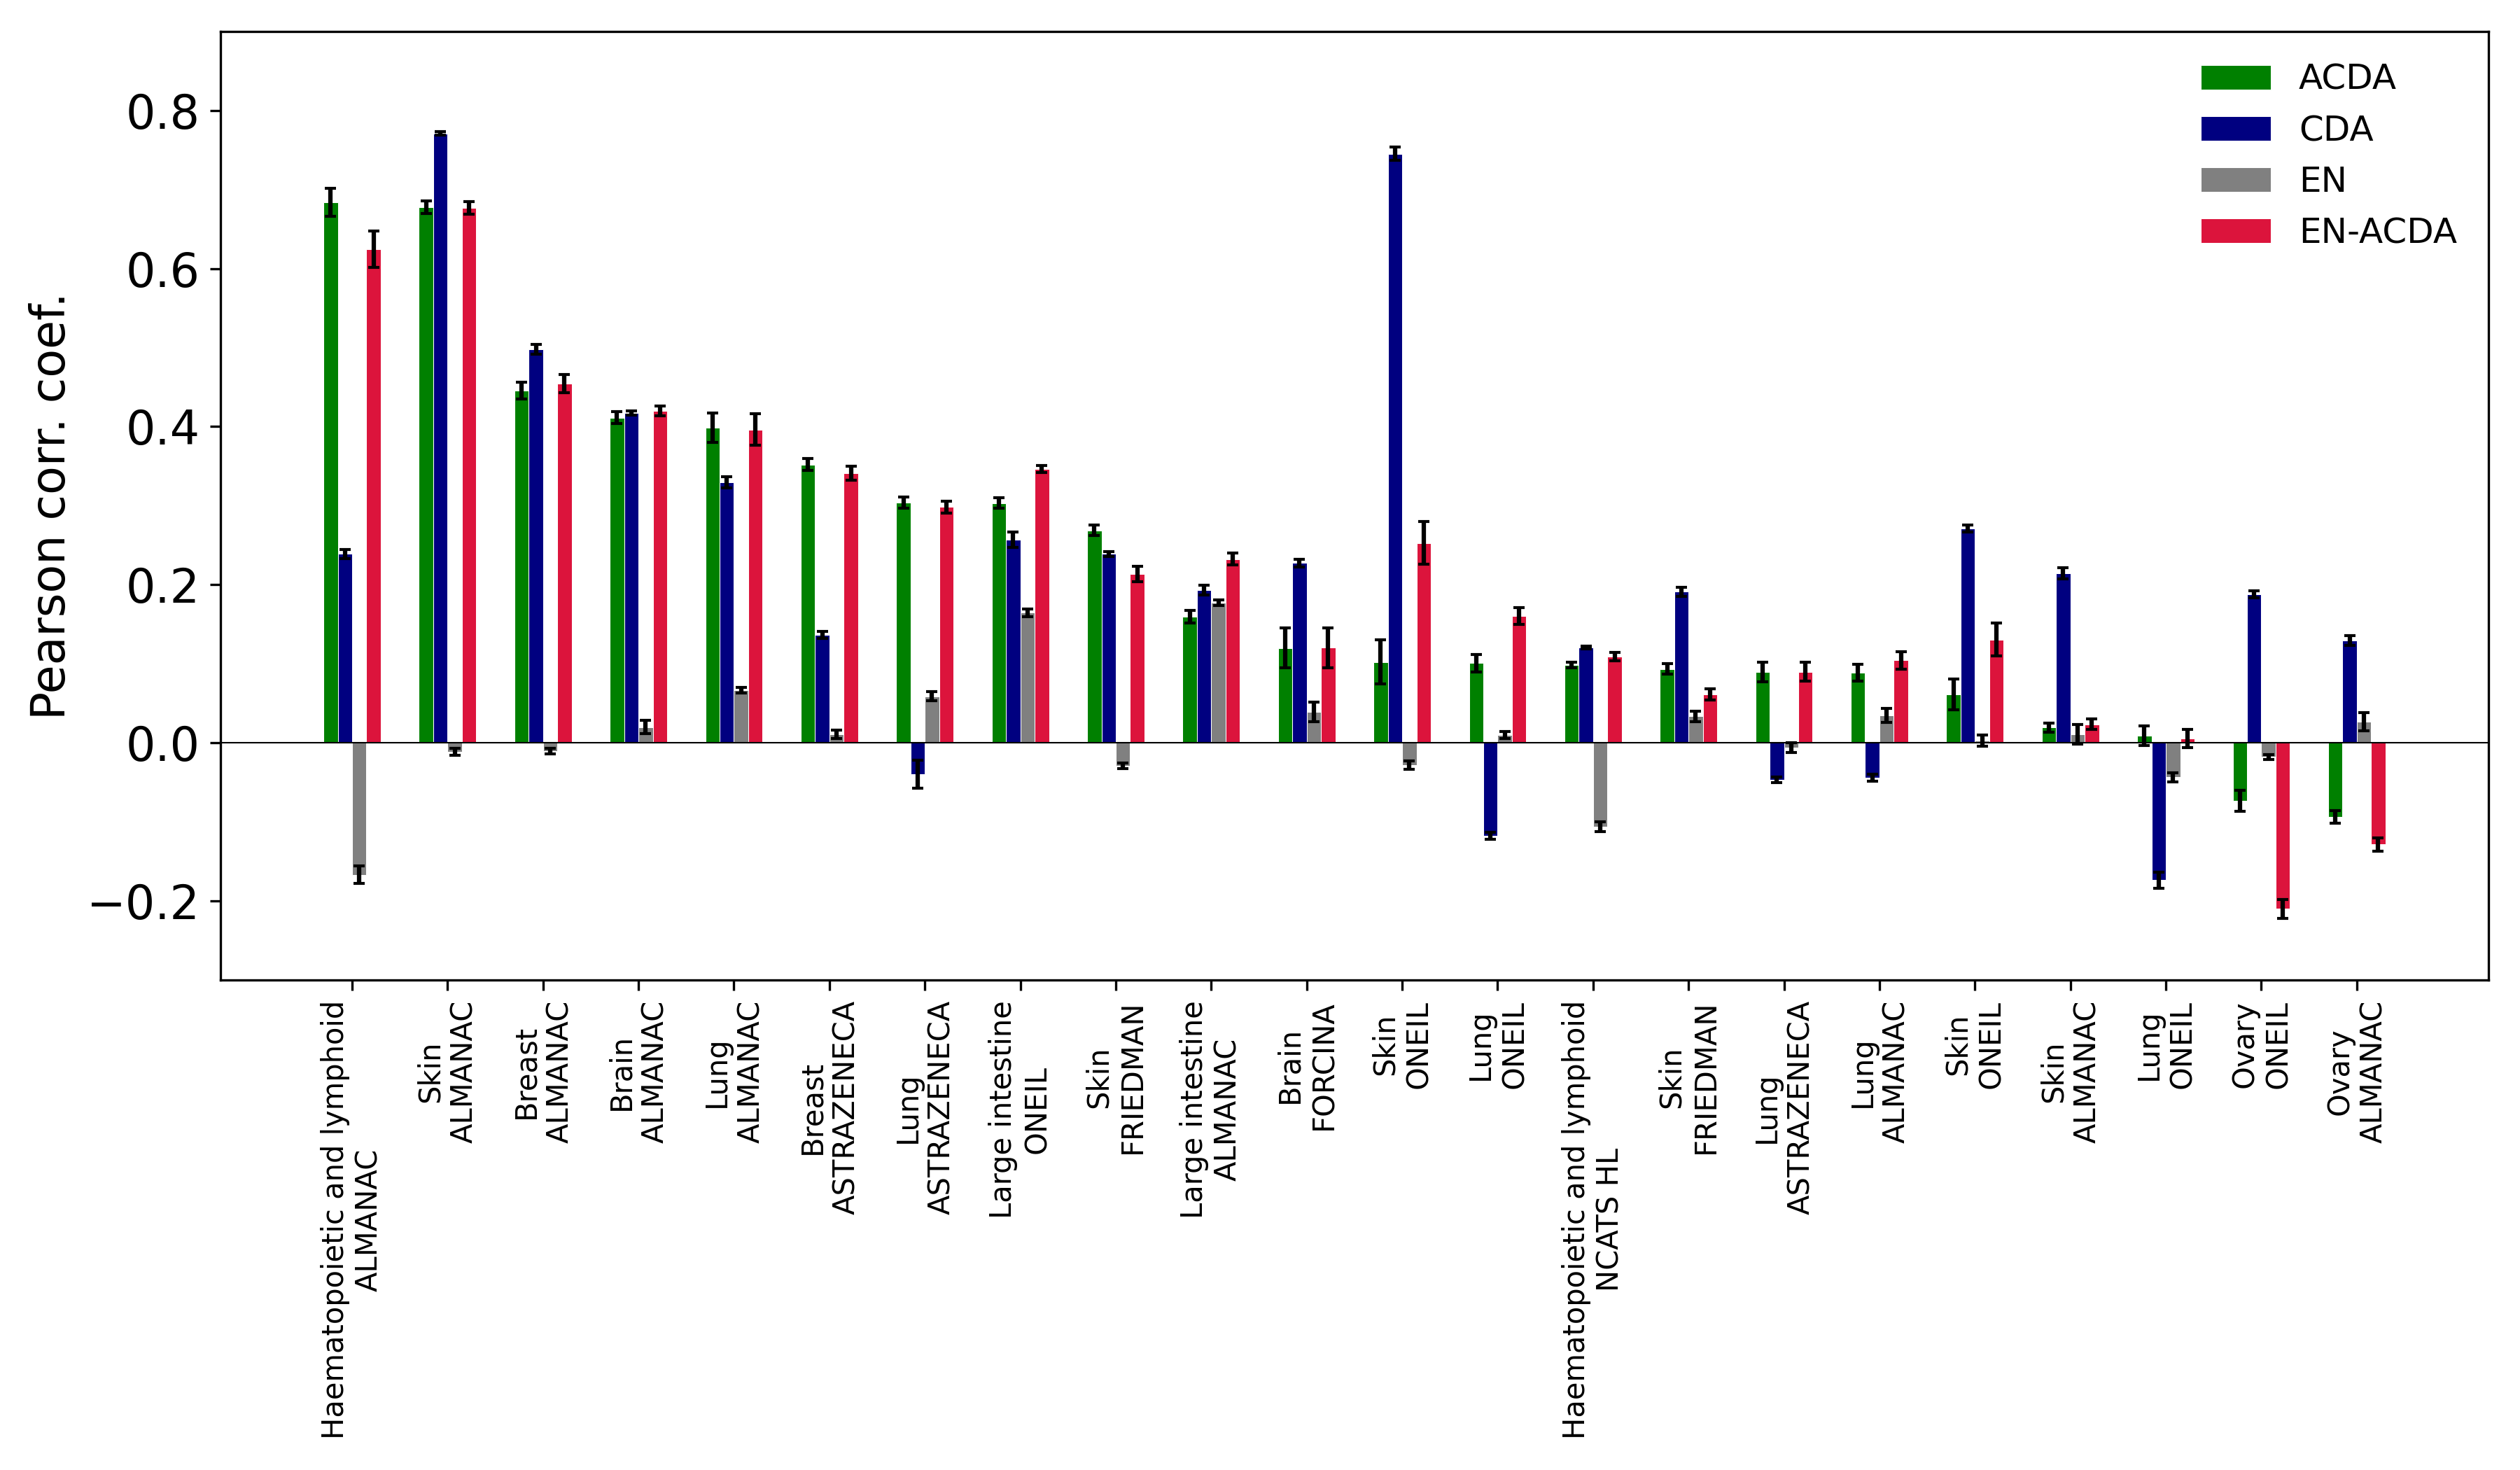 Pearson corr. coef.
0.8
0.6
0.4
0.2
0.0
−0.2
ACDA
CDA
EN
EN-ACDA
Haematopoietic and lymphoid
ALMANAC
Skin
ALMANAC
Breast
ALMANAC
Brain
ALMANAC
Lung
ALMANAC
Breast
ASTRAZENECA
Lung
ASTRAZENECA
Large intestine
ONEIL
Skin
FRIEDMAN
Large intestine
ALMANAC
Brain
FORCINA
Skin
ONEIL
Lung
ONEIL
Haematopoietic and lymphoid
NCATS HL
Skin
FRIEDMAN
Lung
ASTRAZENECA
Lung
ALMANAC
Skin
ONEIL
Skin
ALMANAC
Lung
ONEIL
Ovary
ONEIL
Ovary
ALMANAC